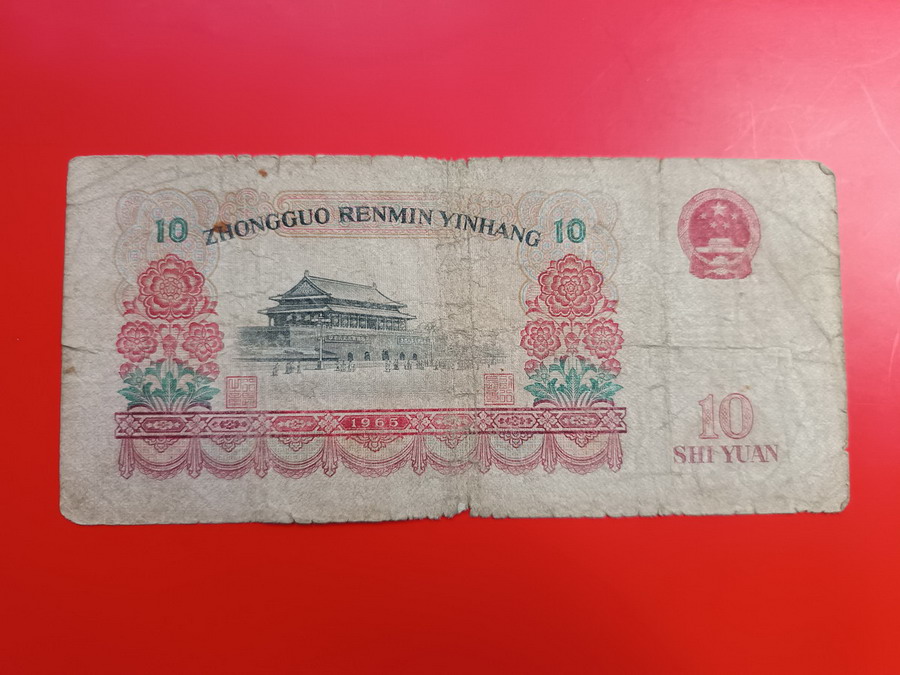 10 ZHONGGUO RENMIN YINHANG 10
1965
10
SHI YUAN